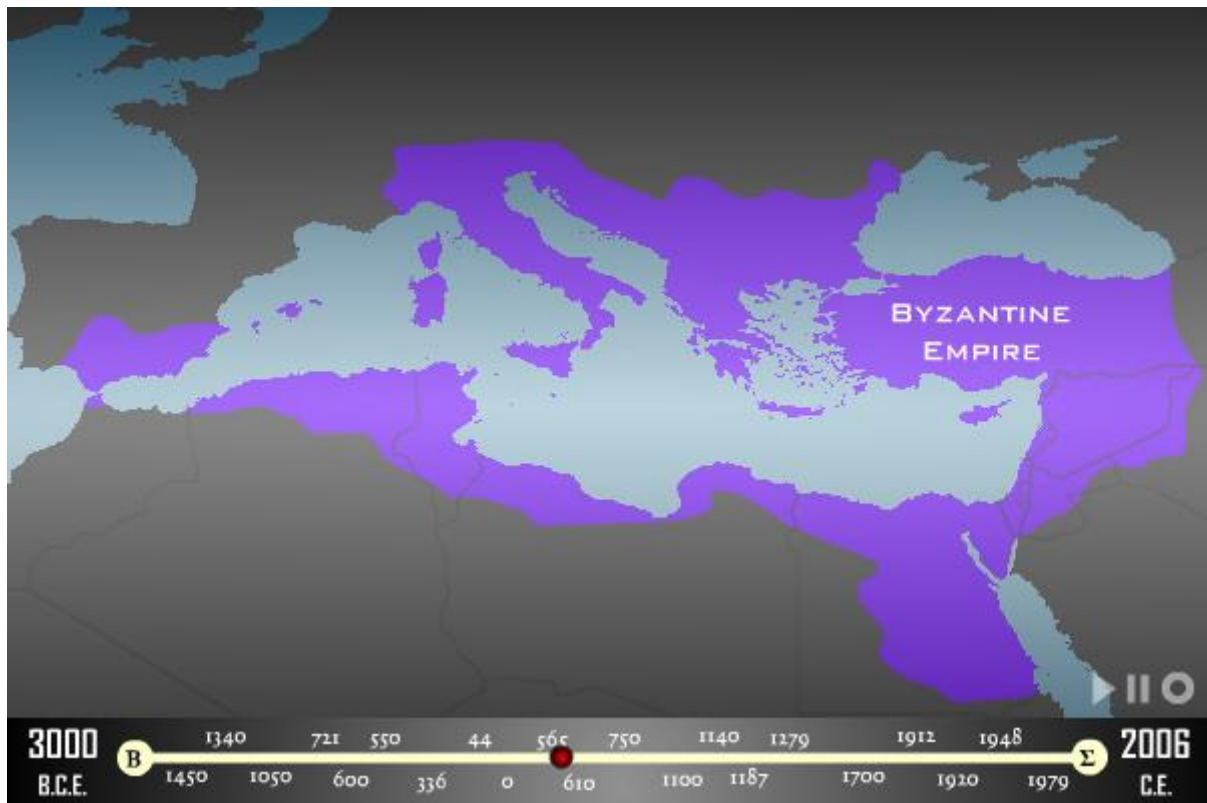 BYZANTINE
EMPIRE
3000
B.C.E.
B
1340 721 550 44 565 750 1140 1279 1912 1948
1450 1050 600 336 0 610 1100 1187 1700 1920 1979
Σ
2006
C.E.